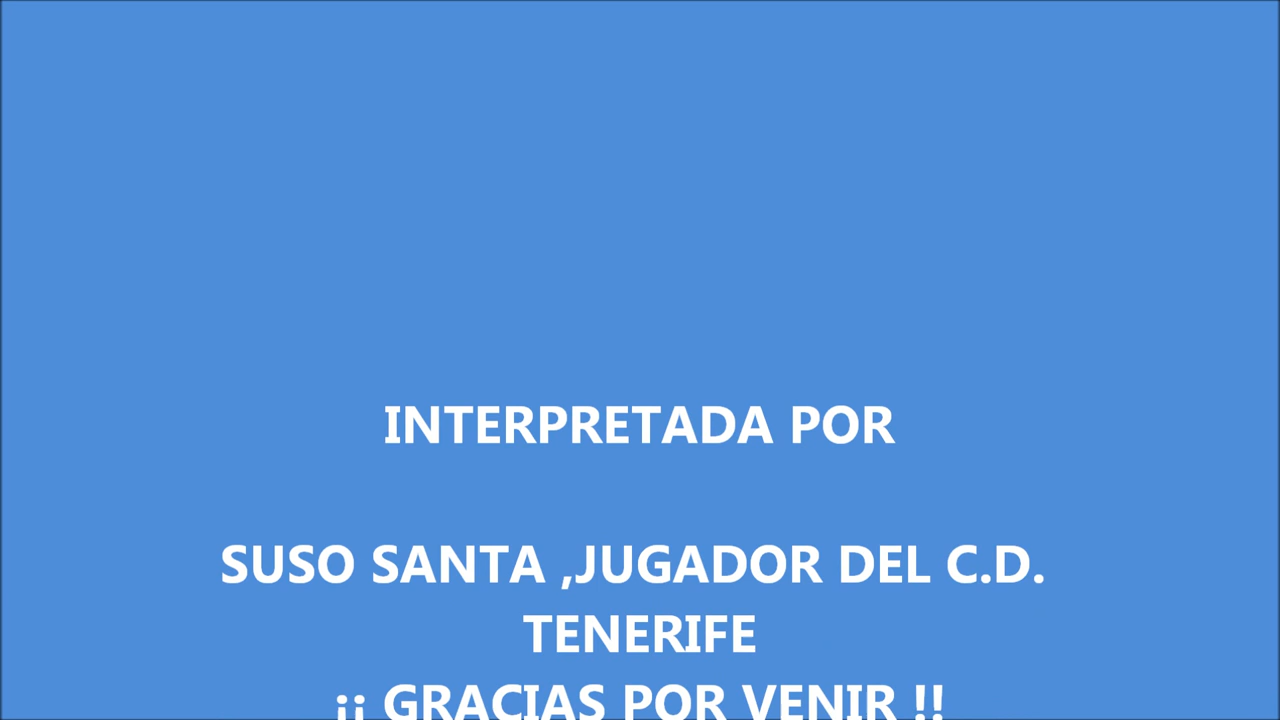 INTERPRETADA POR
SUSO SANTA ,JUGADOR DEL C.D.
TENERIFE
¡¡ GRACIAS POR VENIR !!